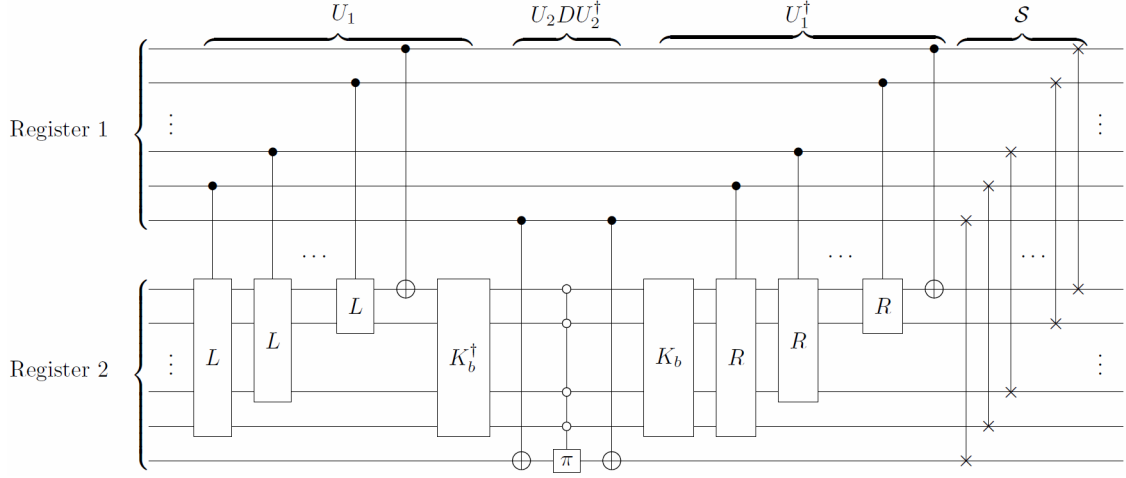 U_1 U_2DU_2^† U_1^† 𝒮
Register 1
⋮ ⋮
... ... ...
L L L K_b^† K_b R R R
Register 2
⋮ ⋮
π